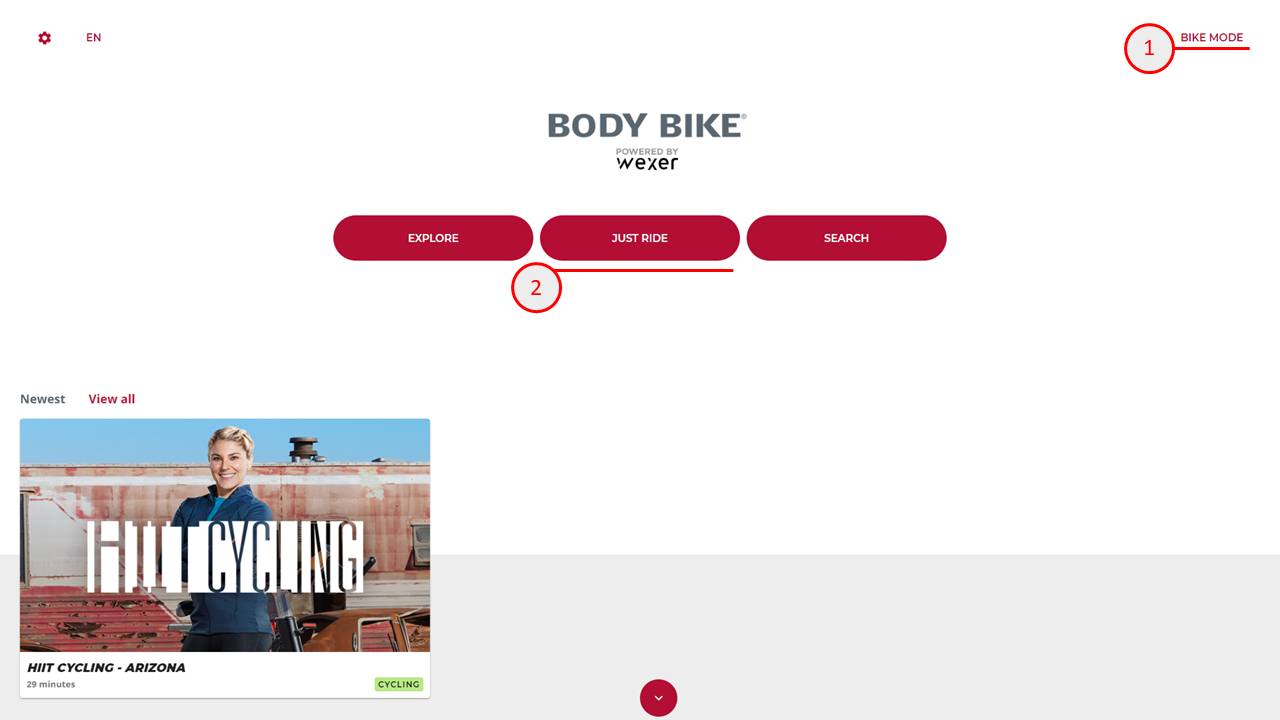 EN
1
BIKE MODE
BODY BIKE®
POWERED BY
wexer
EXPLORE
JUST RIDE
SEARCH
2
Newest View all
HIIT CYCLING
HIIT CYCLING - ARIZONA
29 minutes
CYCLING